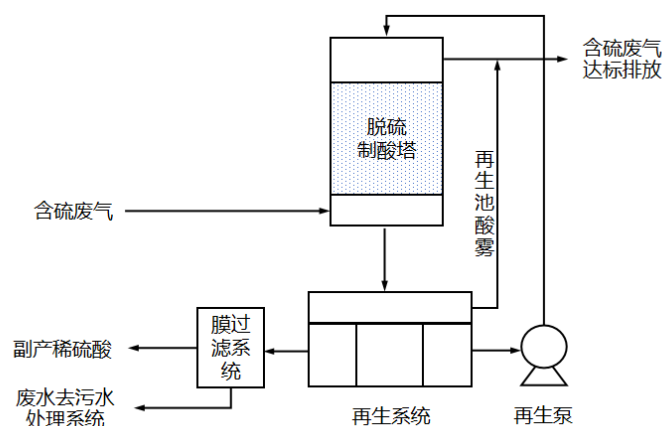 含硫废气
达标排放
脱硫
制酸塔
再生池酸雾
含硫废气
膜过
滤系
统
副产稀硫酸
废水去污水
处理系统
再生系统
再生泵